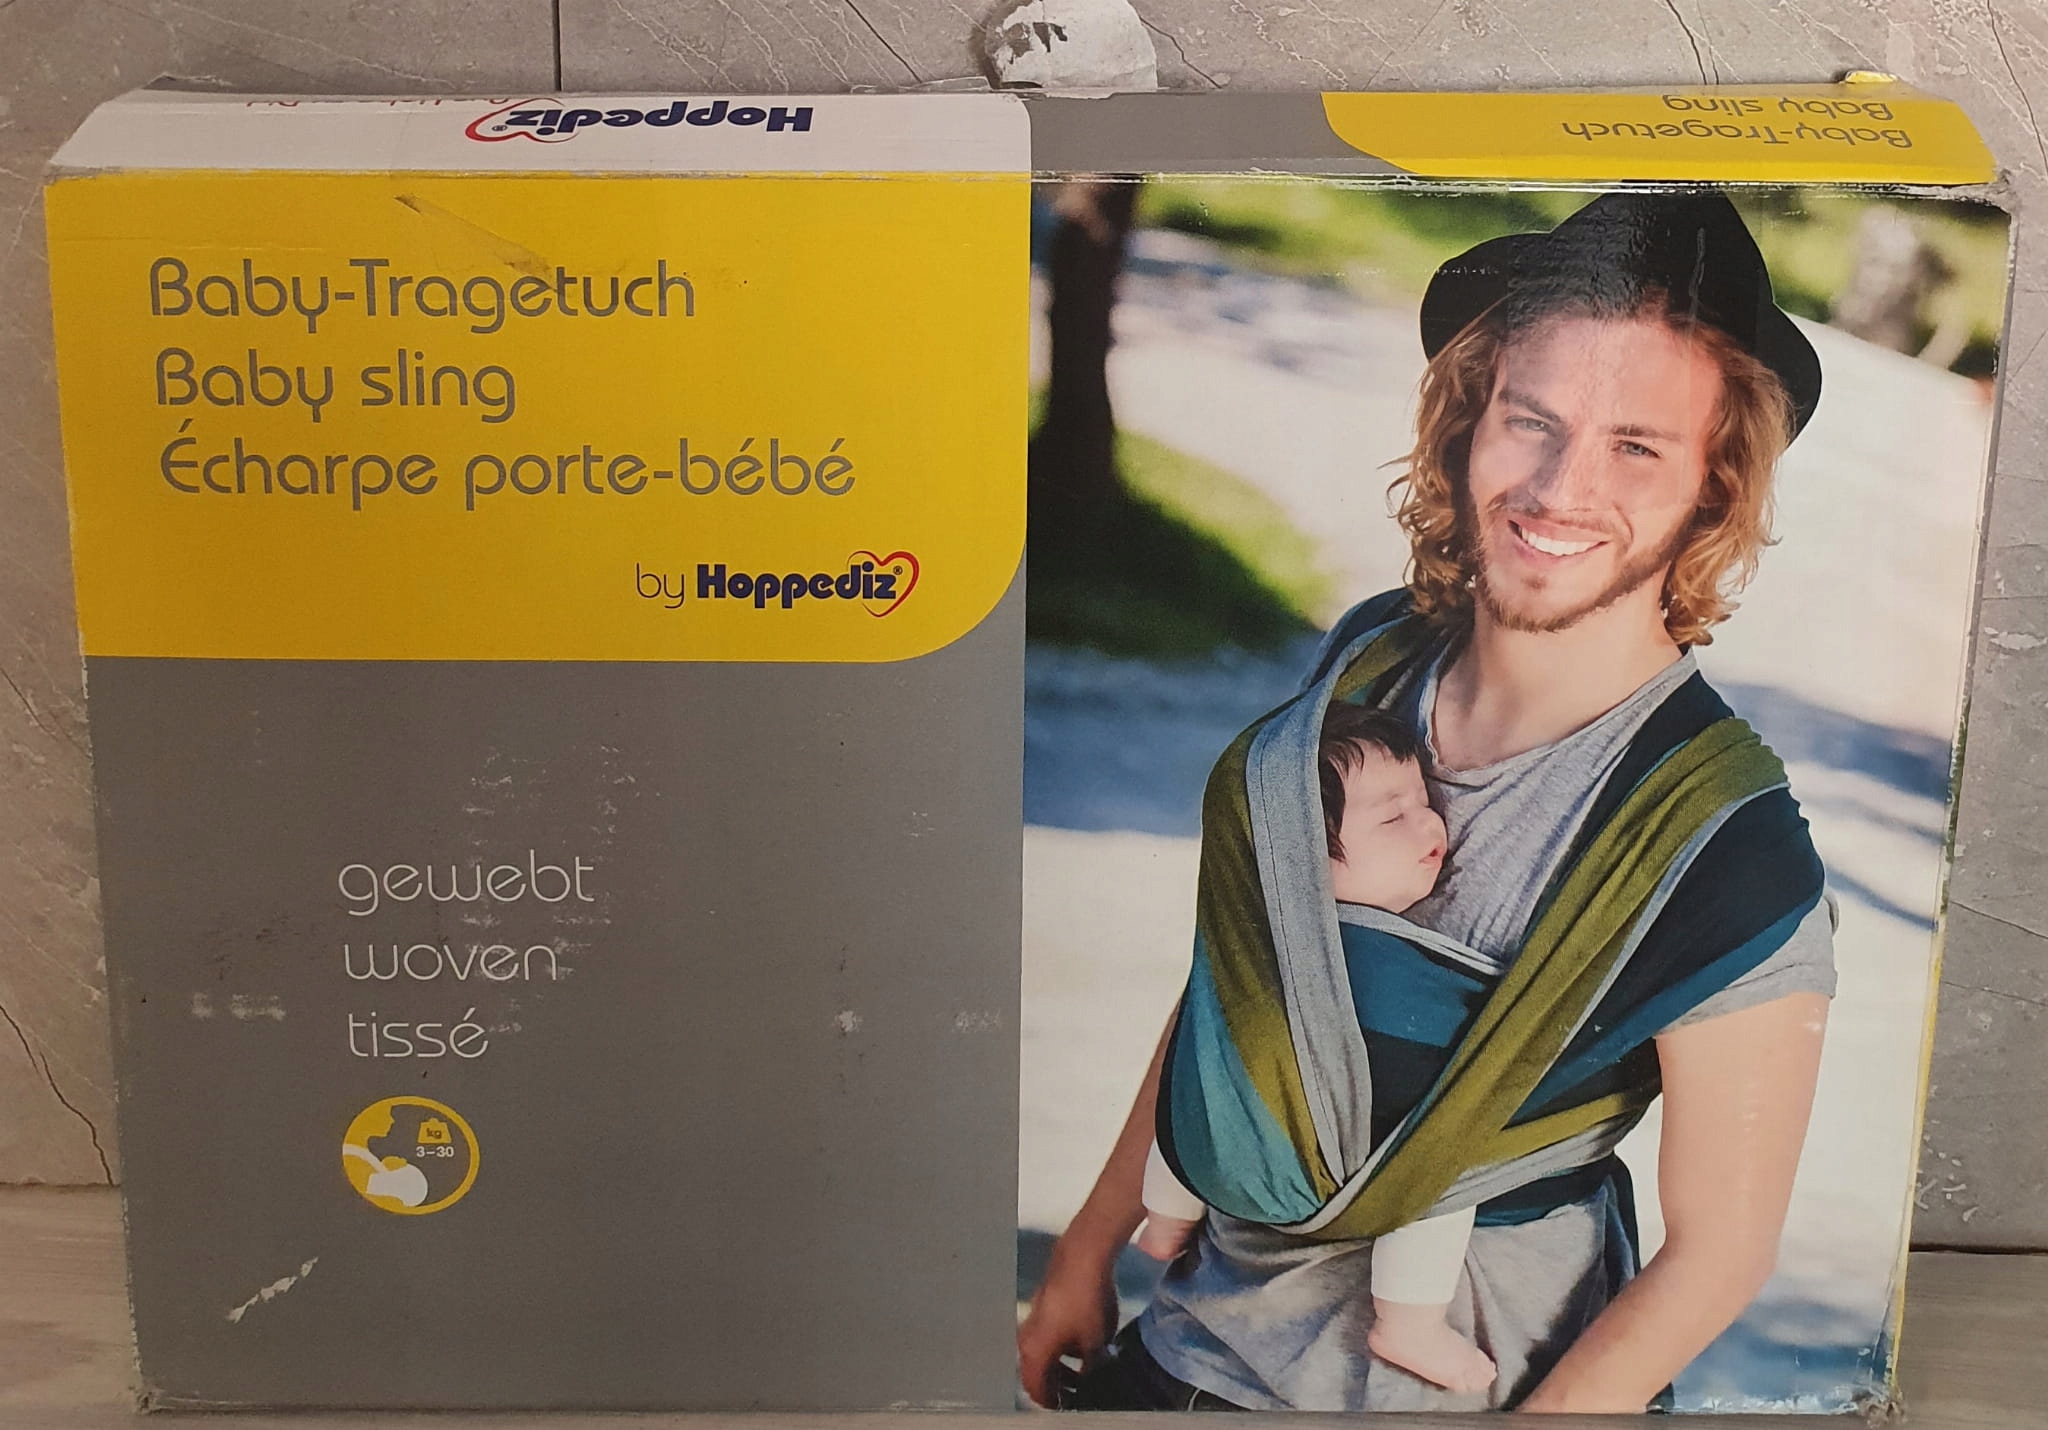 Hoppediz®
Baby-Tragetuch
Baby sling
Baby-Tragetuch
Baby sling
Écharpe porte-bébé
by Hoppediz®
gewebt
woven
tissé
kg
3-30